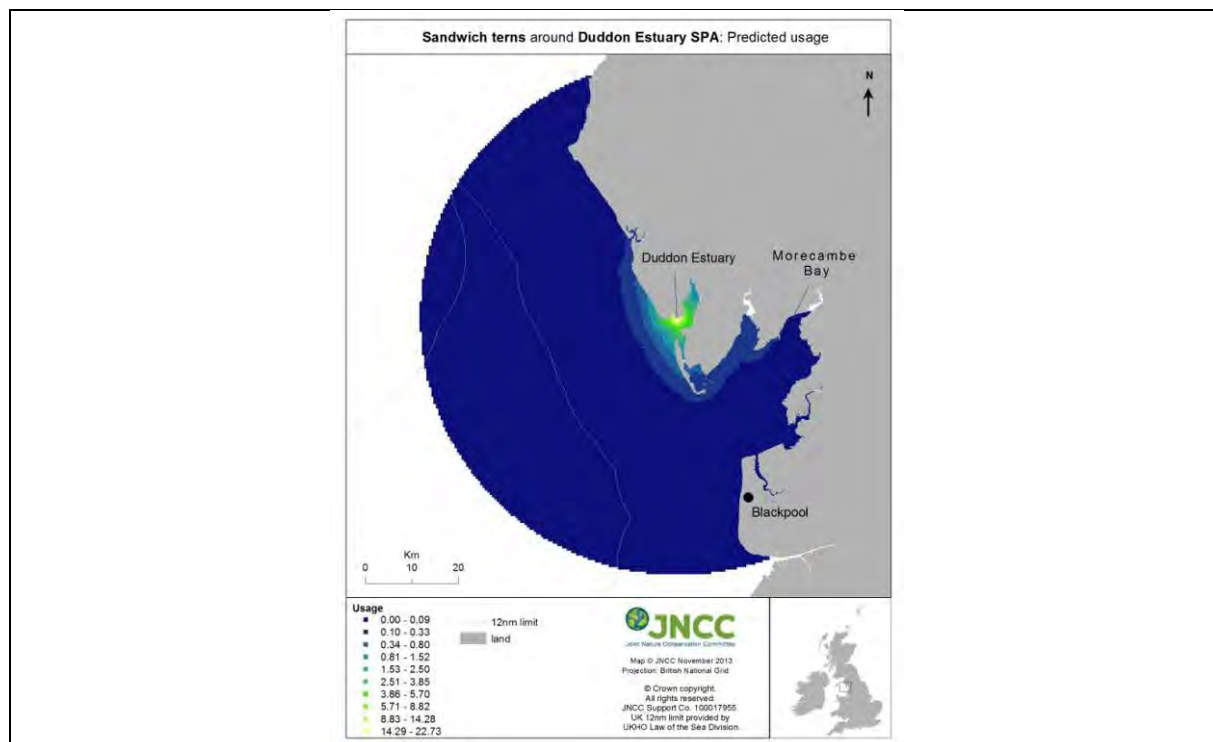 Sandwich terns around Duddon Estuary SPA: Predicted usage
N
Duddon Estuary
Morecambe
Bay
Blackpool
Km
0 10 20
Usage
0.00 - 0.09
0.10 - 0.33
0.34 - 0.80
0.81 - 1.52
1.53 - 2.50
2.51 - 3.85
3.86 - 5.70
5.71 - 8.82
8.83 - 14.28
14.29 - 22.73
12nm limit
land
JNCC
Joint Nature Conservation Committee
Map © JNCC November 2013
Projection: British National Grid
© Crown copyright.
All rights reserved.
JNCC Support Co. 100017955.
UK 12nm limit provided by
UKHO Law of the Sea Division.